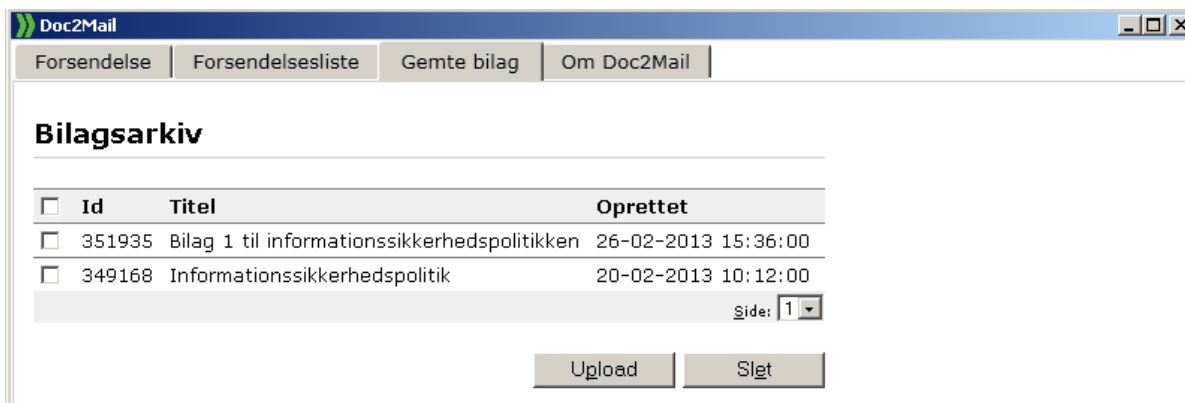 Doc2Mail
Forsendelse Forsendelsesliste Gemte bilag Om Doc2Mail
Bilagsarkiv
Id Titel Oprettet
351935 Bilag 1 til informationssikkerhedspolitikken 26-02-2013 15:36:00
349168 Informationssikkerhedspolitik 20-02-2013 10:12:00
Side: 1
Upload Slet